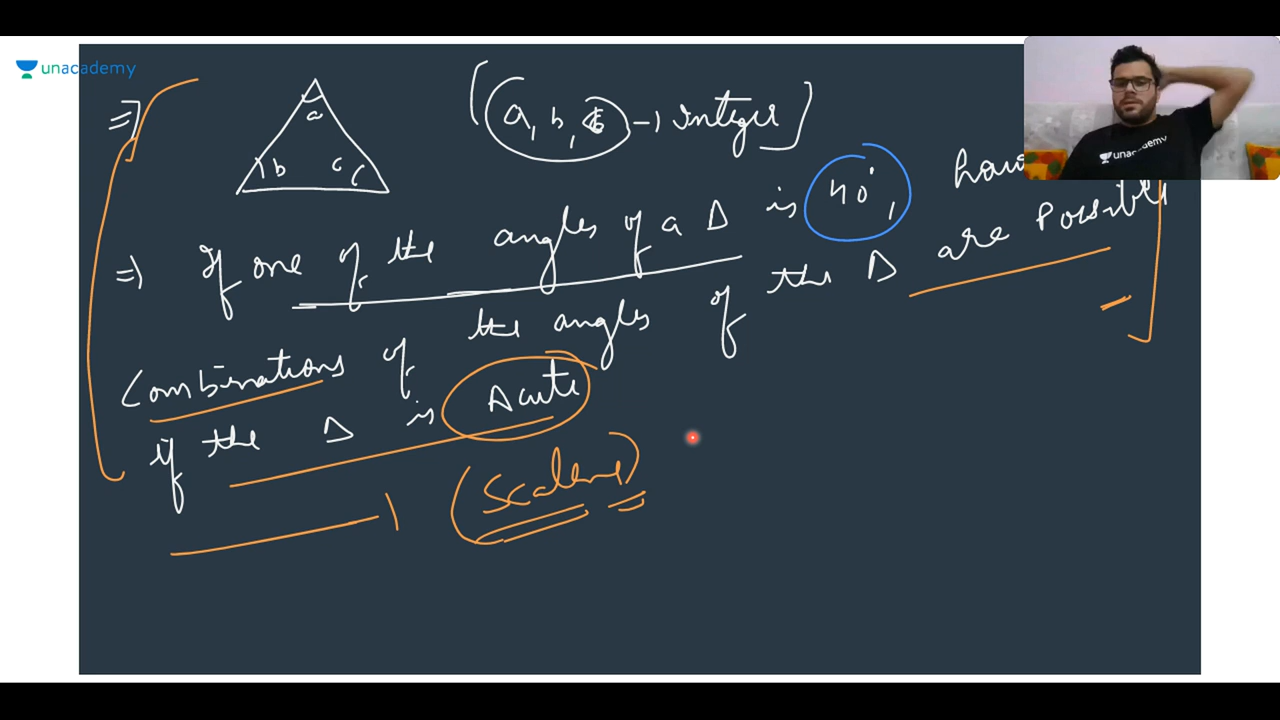 unacademy
⇒ a b c (a, b, c → integer)
⇒ If one of the angles of a Δ is 40°,
Combinations of the angles of the Δ are Possible
if the Δ is Acute
(Scalene)
unacademy